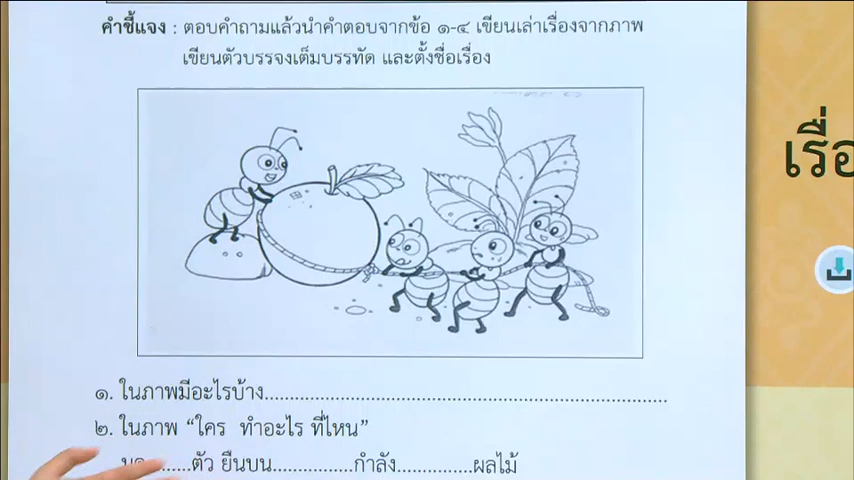 คำชี้แจง : ตอบคำถามแล้วนำคำตอบจากข้อ ๑-๔ เขียนเล่าเรื่องจากภาพ
เขียนตัวบรรจงเต็มบรรทัด และตั้งชื่อเรื่อง
๑. ในภาพมีอะไรบ้าง......................................................................................
๒. ในภาพ “ใคร ทำอะไร ที่ไหน”
.......ตัว ยืนบน.................กำลัง................ผลไม้